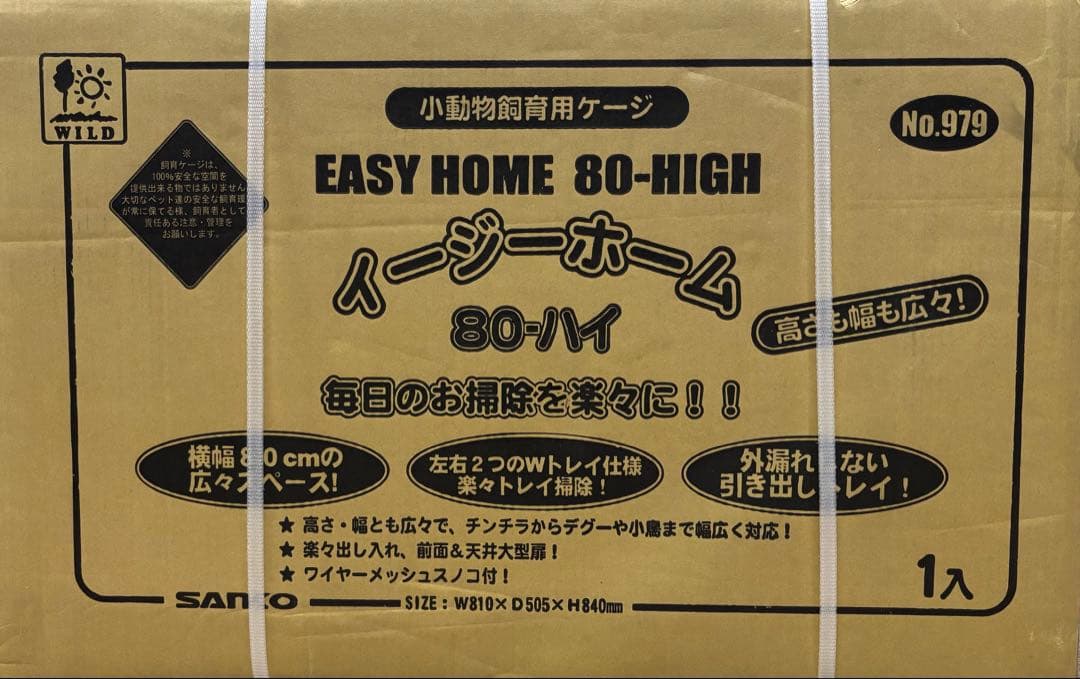 WILD
小動物飼育用ケージ
No.979
EASY HOME 80-HIGH
※
飼育ケージは、
100%安全な空間を
提供出来る物ではありません
大切なペット達の安全な飼育
が常に保てる様、飼育者として
責任ある注意・管理を
お願いします。
イージーホーム
80-ハイ
高さも幅も広々!
毎日のお掃除を楽々に!!
横幅80cmの
広々スペース!
左右2つのWトレイ仕様
楽々トレイ掃除!
外漏れしない
引き出しトレイ!
★ 高さ・幅とも広々で、チンチラからデグーや小鳥まで幅広く対応!
★ 楽々出し入れ、前面&天井大型扉!
★ ワイヤーメッシュスノコ付!
1入
SANKO
SIZE:W810×D505×H840mm